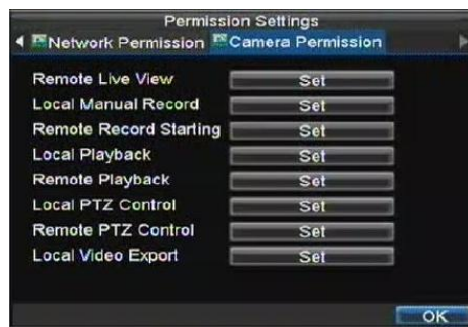 Permission Settings
Network Permission Camera Permission
Remote Live View Set
Local Manual Record Set
Remote Record Starting Set
Local Playback Set
Remote Playback Set
Local PTZ Control Set
Remote PTZ Control Set
Local Video Export Set
OK